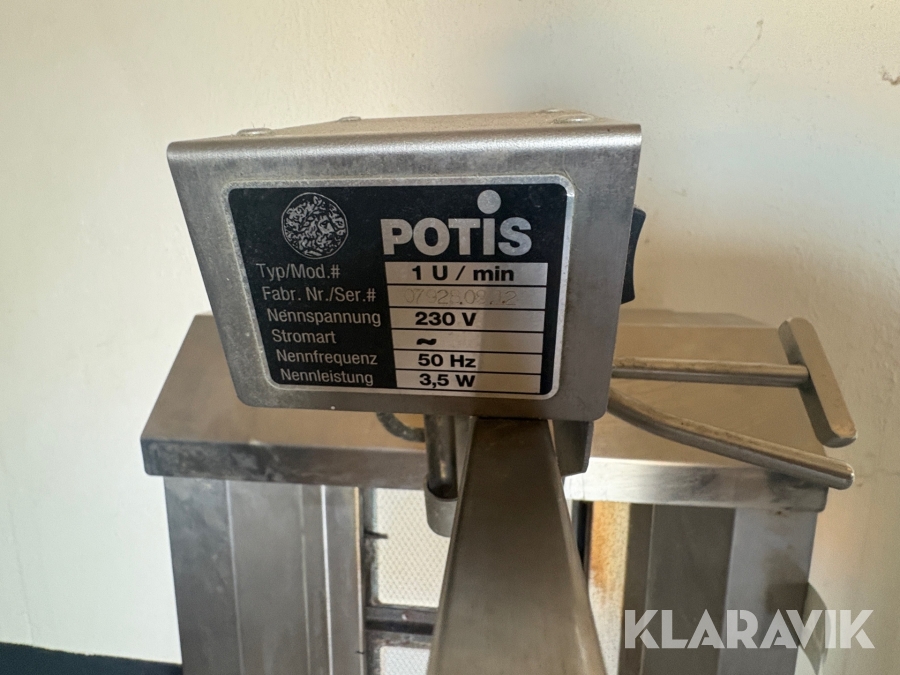 POTIS
Typ/Mod.# 1 U / min
Fabr. Nr./Ser.#
Nennspannung 230 V
Stromart ~
Nennfrequenz 50 Hz
Nennleistung 3,5 W
KLARAVIK